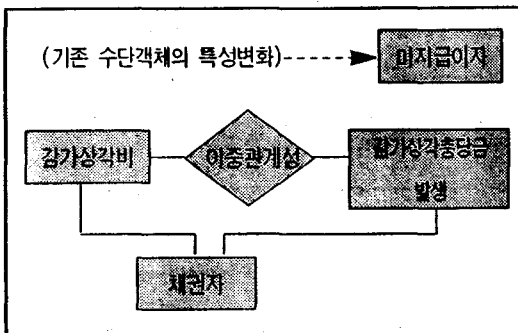 (기존 수단객체의 특성변화)
미지급이자
감가상각비
이중관계성
감가상각충당금
발생
채권자